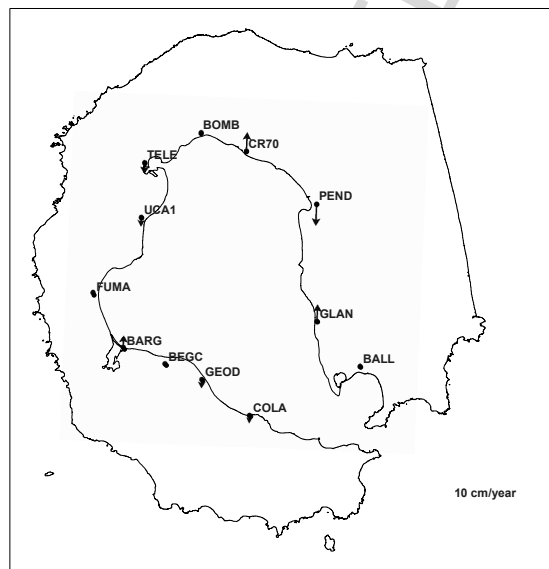 BOMB
CR70
TELE
PEND
UCA1
FUMA
GLAN
BARG
BEGC
BALL
GEOD
COLA
10 cm/year